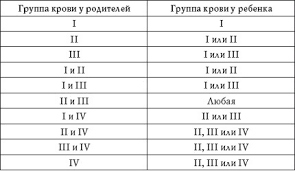 Группа крови у родителей Группа крови у ребенка
I I
II I или II
III I или III
I и II I или II
I и III I или III
II и III Любая
I и IV II или III
II и IV II, III или IV
III и IV II, III или IV
IV II, III или IV